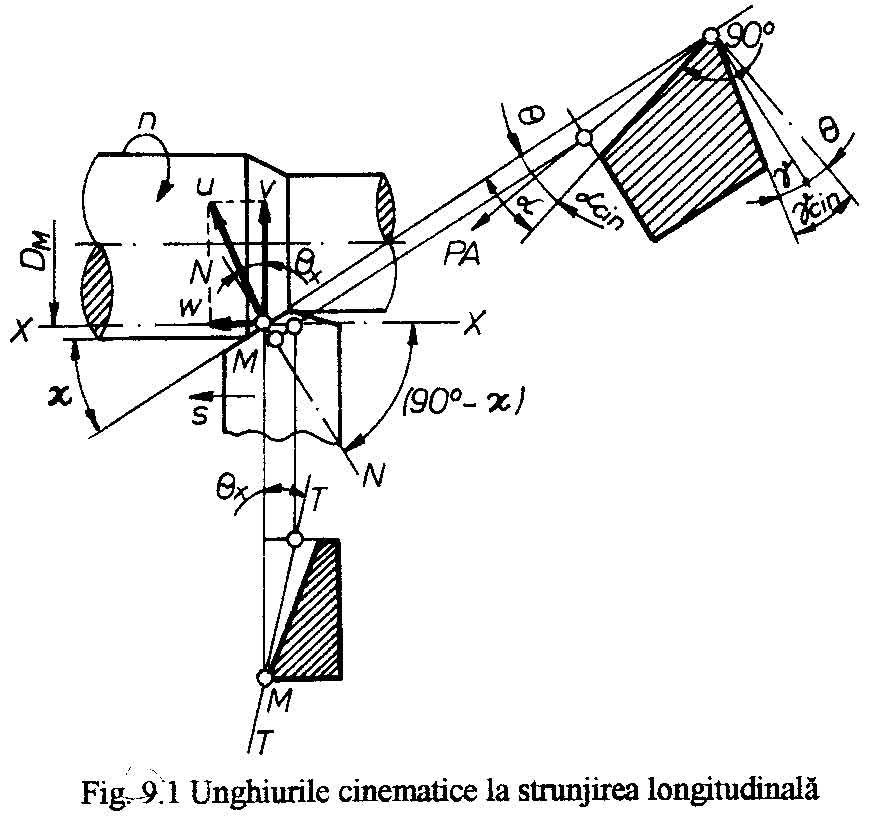 90°
n
θ
θ
u
v
γ
α
αcin
γcin
D_M
N
θx
PA
w
X
X
M
ϰ
(90°-ϰ)
s
N
θx
T
M
T
Fig. 9.1 Unghiurile cinematice la strunjirea longitudinală